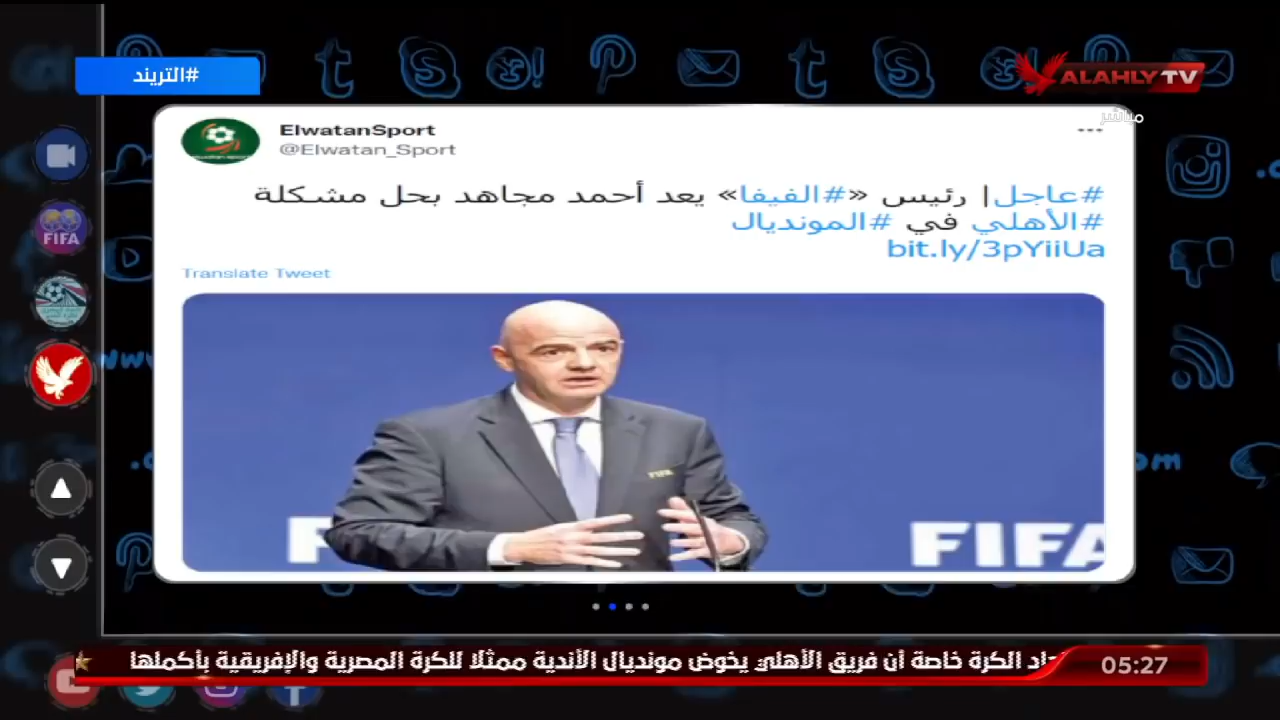 #التريند
ALAHLY TV
مباشر
ElwatanSport
@Elwatan_Sport
#عاجل| رئيس «#الفيفا» يعد أحمد مجاهد بحل مشكلة
#الأهلي في #المونديال
bit.ly/3pYiiUa
Translate Tweet
FIFA
FIFA
FIFA
الكرة خاصة أن فريق الأهلي يخوض مونديال الأندية ممثلا للكرة المصرية والإفريقية بأكملها
05:27